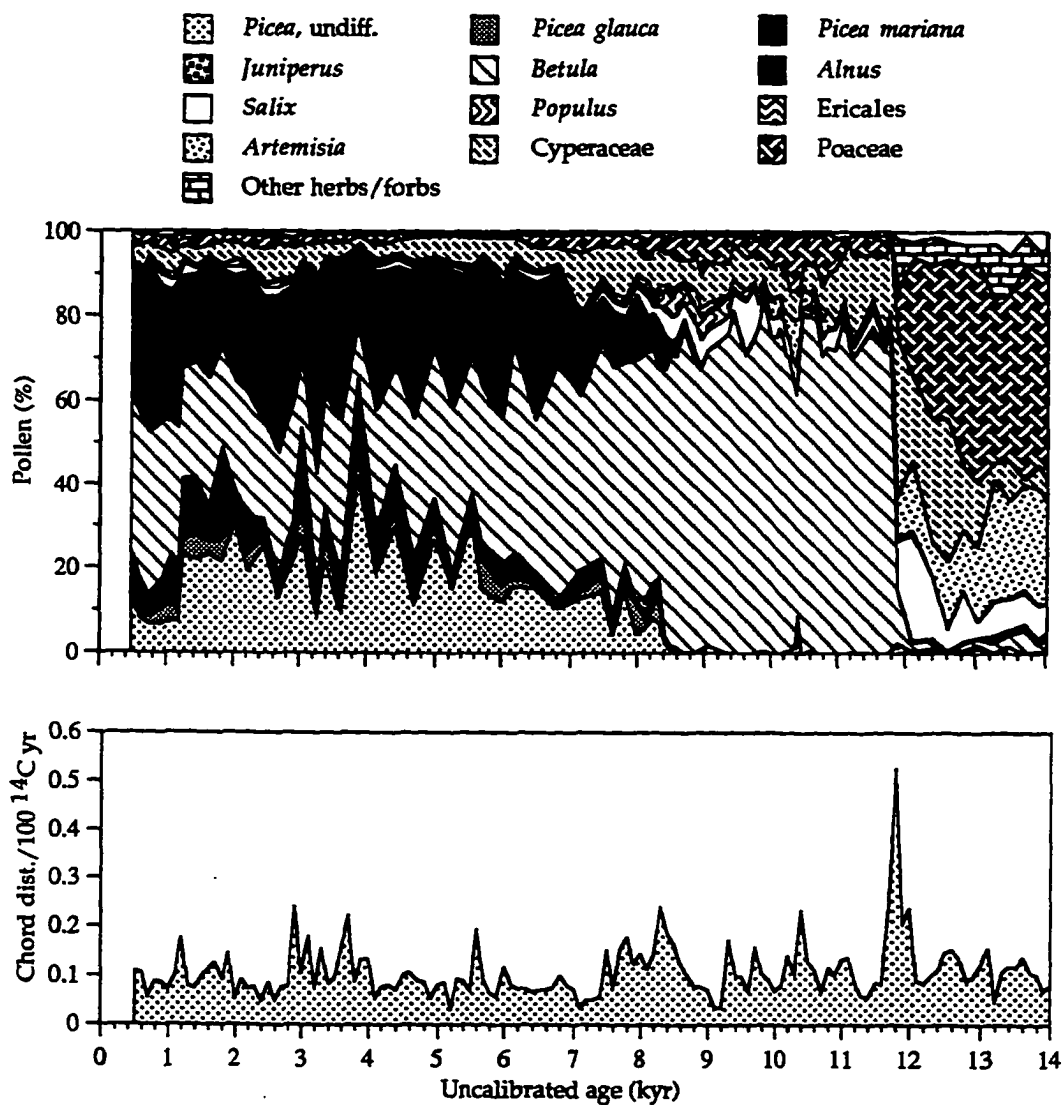 Picea, undiff. Picea glauca Picea mariana
Juniperus Betula Alnus
Salix Populus Ericales
Artemisia Cyperaceae Poaceae
Other herbs/forbs
100
80
60
40
20
0
Pollen (%)
0.6
0.5
0.4
0.3
0.2
0.1
0
Chord dist./100 14C yr
0 1 2 3 4 5 6 7 8 9 10 11 12 13 14
Uncalibrated age (kyr)